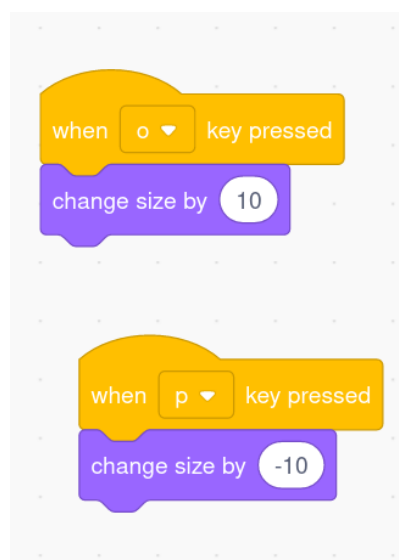 when o key pressed
change size by 10
when p key pressed
change size by -10